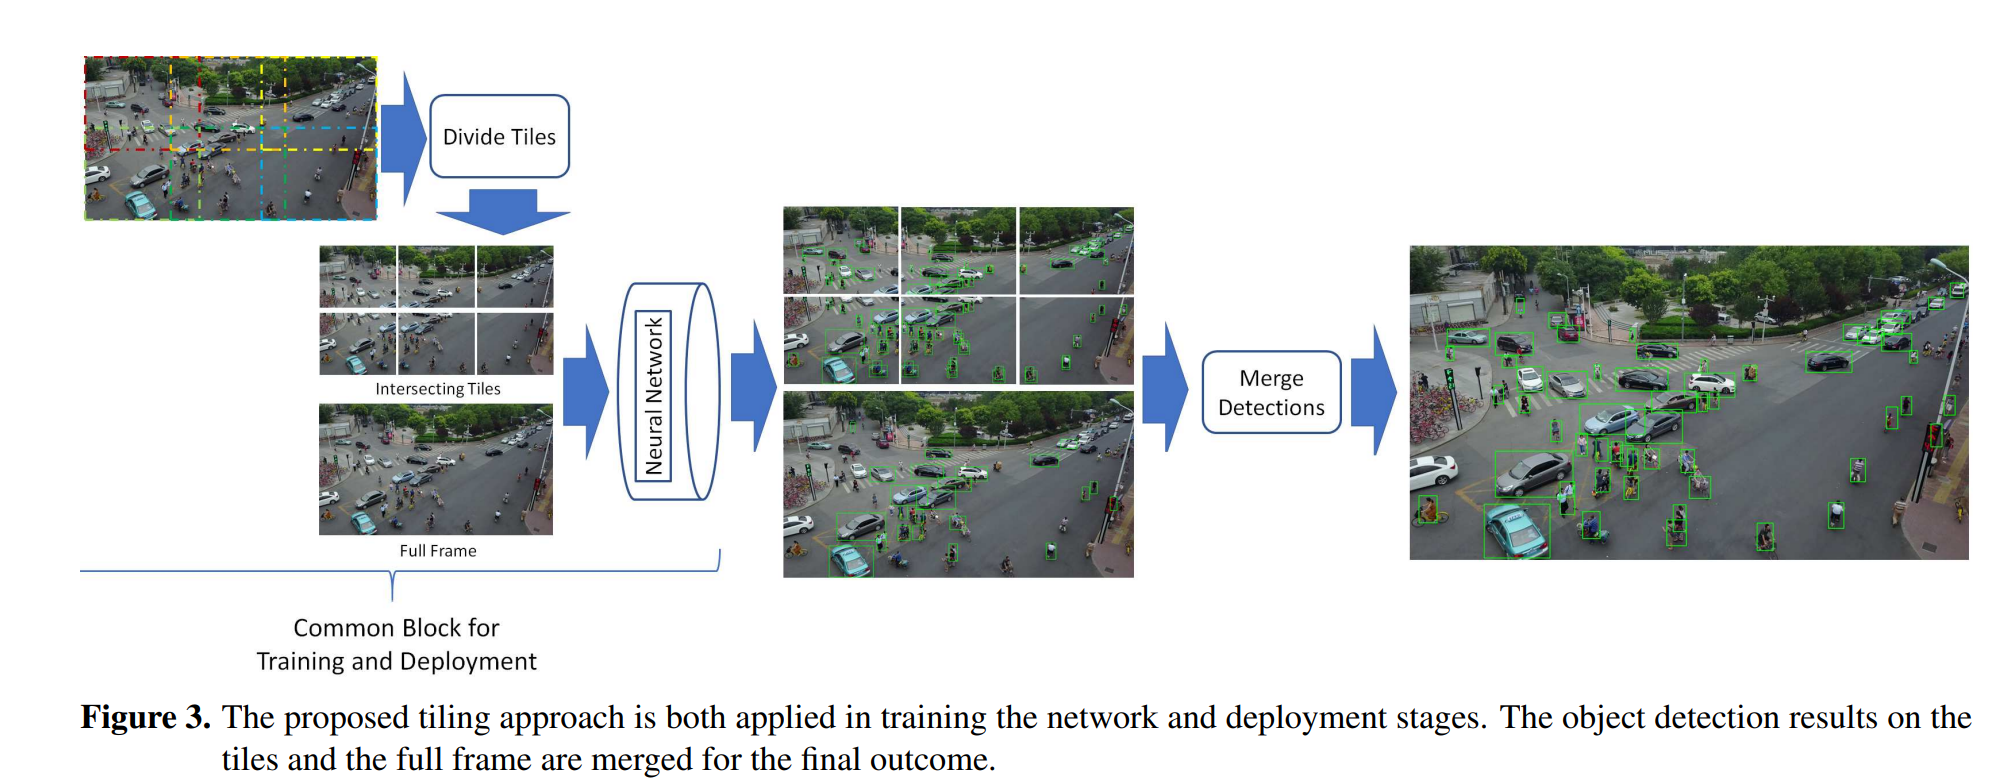 Divide Tiles
Intersecting Tiles
Full Frame
Neural Network
Merge
Detections
Common Block for
Training and Deployment
Figure 3. The proposed tiling approach is both applied in training the network and deployment stages. The object detection results on the
tiles and the full frame are merged for the final outcome.